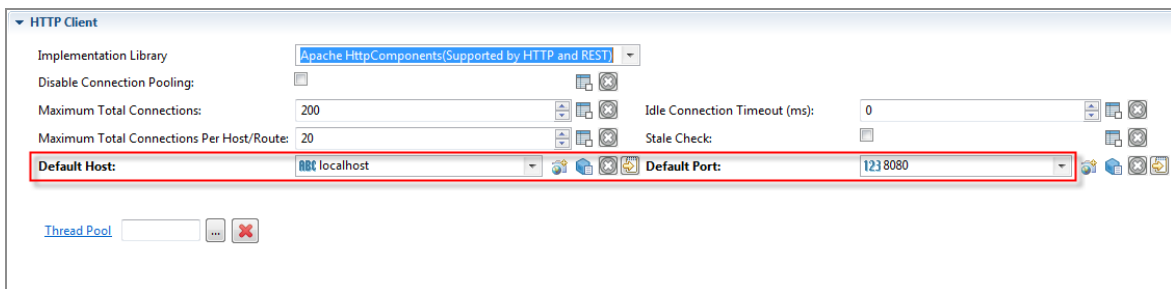 HTTP Client
Implementation Library Apache HttpComponents(Supported by HTTP and REST)
Disable Connection Pooling:
Maximum Total Connections: 200 Idle Connection Timeout (ms): 0
Maximum Total Connections Per Host/Route: 20 Stale Check:
Default Host: ABC localhost Default Port: 123 8080
Thread Pool ...